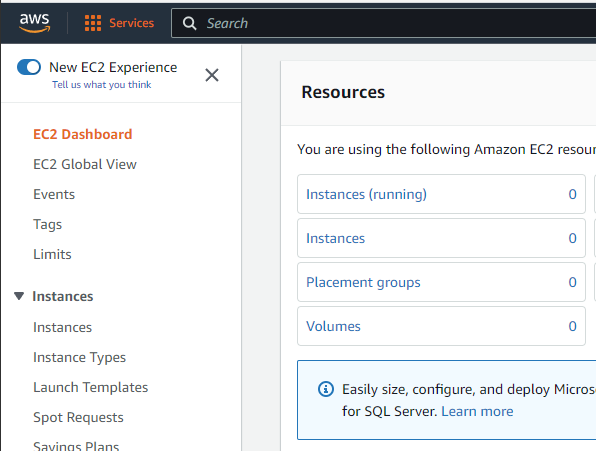 aws
Services
Search
New EC2 Experience
Tell us what you think
EC2 Dashboard
EC2 Global View
Events
Tags
Limits
Instances
Instances
Instance Types
Launch Templates
Spot Requests
Savings Plans
Resources
You are using the following Amazon EC2 resour
Instances (running) 0
Instances 0
Placement groups 0
Volumes 0
Easily size, configure, and deploy Micros
for SQL Server. Learn more